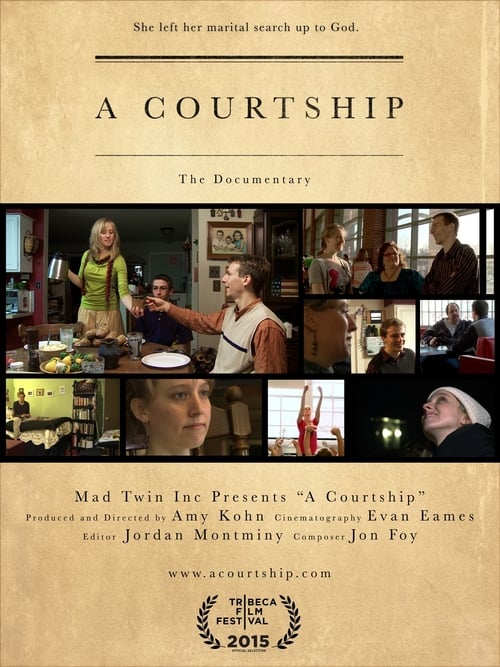 She left her marital search up to God.
A COURTSHIP
The Documentary
Mad Twin Inc Presents "A Courtship"
Produced and Directed by Amy Kohn Cinematography Evan Eames
Editor Jordan Montminy Composer Jon Foy
www.acourtship.com
TRIBECA
FILM
FESTIVAL
2015
OFFICIAL SELECTION